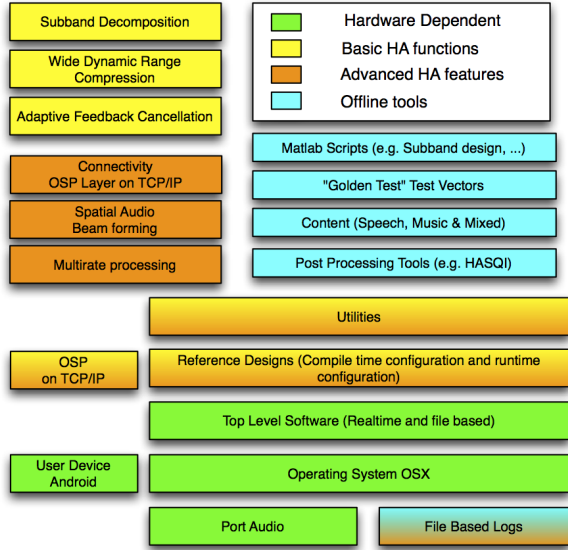 Subband Decomposition
Wide Dynamic Range
Compression
Adaptive Feedback Cancellation
Hardware Dependent
Basic HA functions
Advanced HA features
Offline tools
Connectivity
OSP Layer on TCP/IP
Spatial Audio
Beam forming
Multirate processing
Matlab Scripts (e.g. Subband design, ...)
"Golden Test" Test Vectors
Content (Speech, Music & Mixed)
Post Processing Tools (e.g. HASQI)
Utilities
OSP
on TCP/IP
Reference Designs (Compile time configuration and runtime
configuration)
Top Level Software (Realtime and file based)
User Device
Android
Operating System OSX
Port Audio
File Based Logs